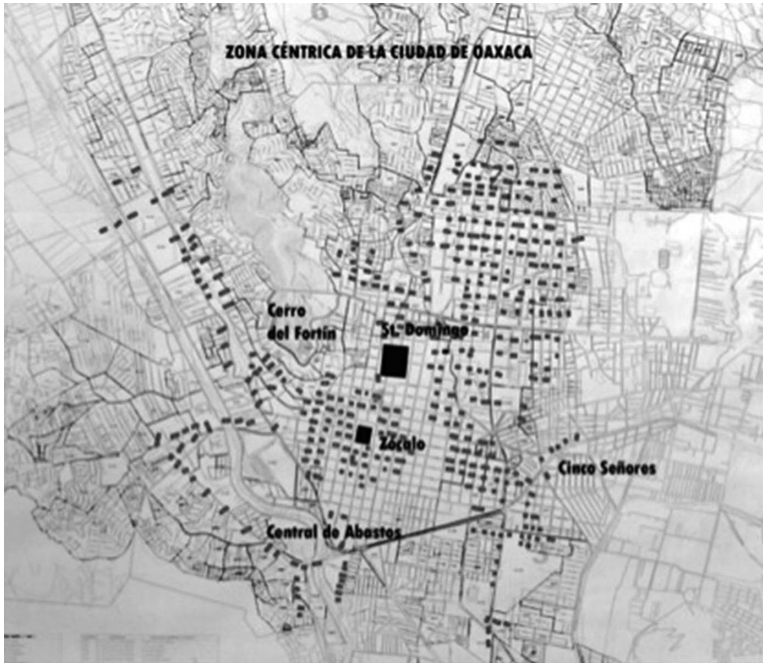 ZONA CÉNTRICA DE LA CIUDAD DE OAXACA
Cerro
del Fortín
St. Domingo
Zócalo
Cinco Señores
Central de Abastos